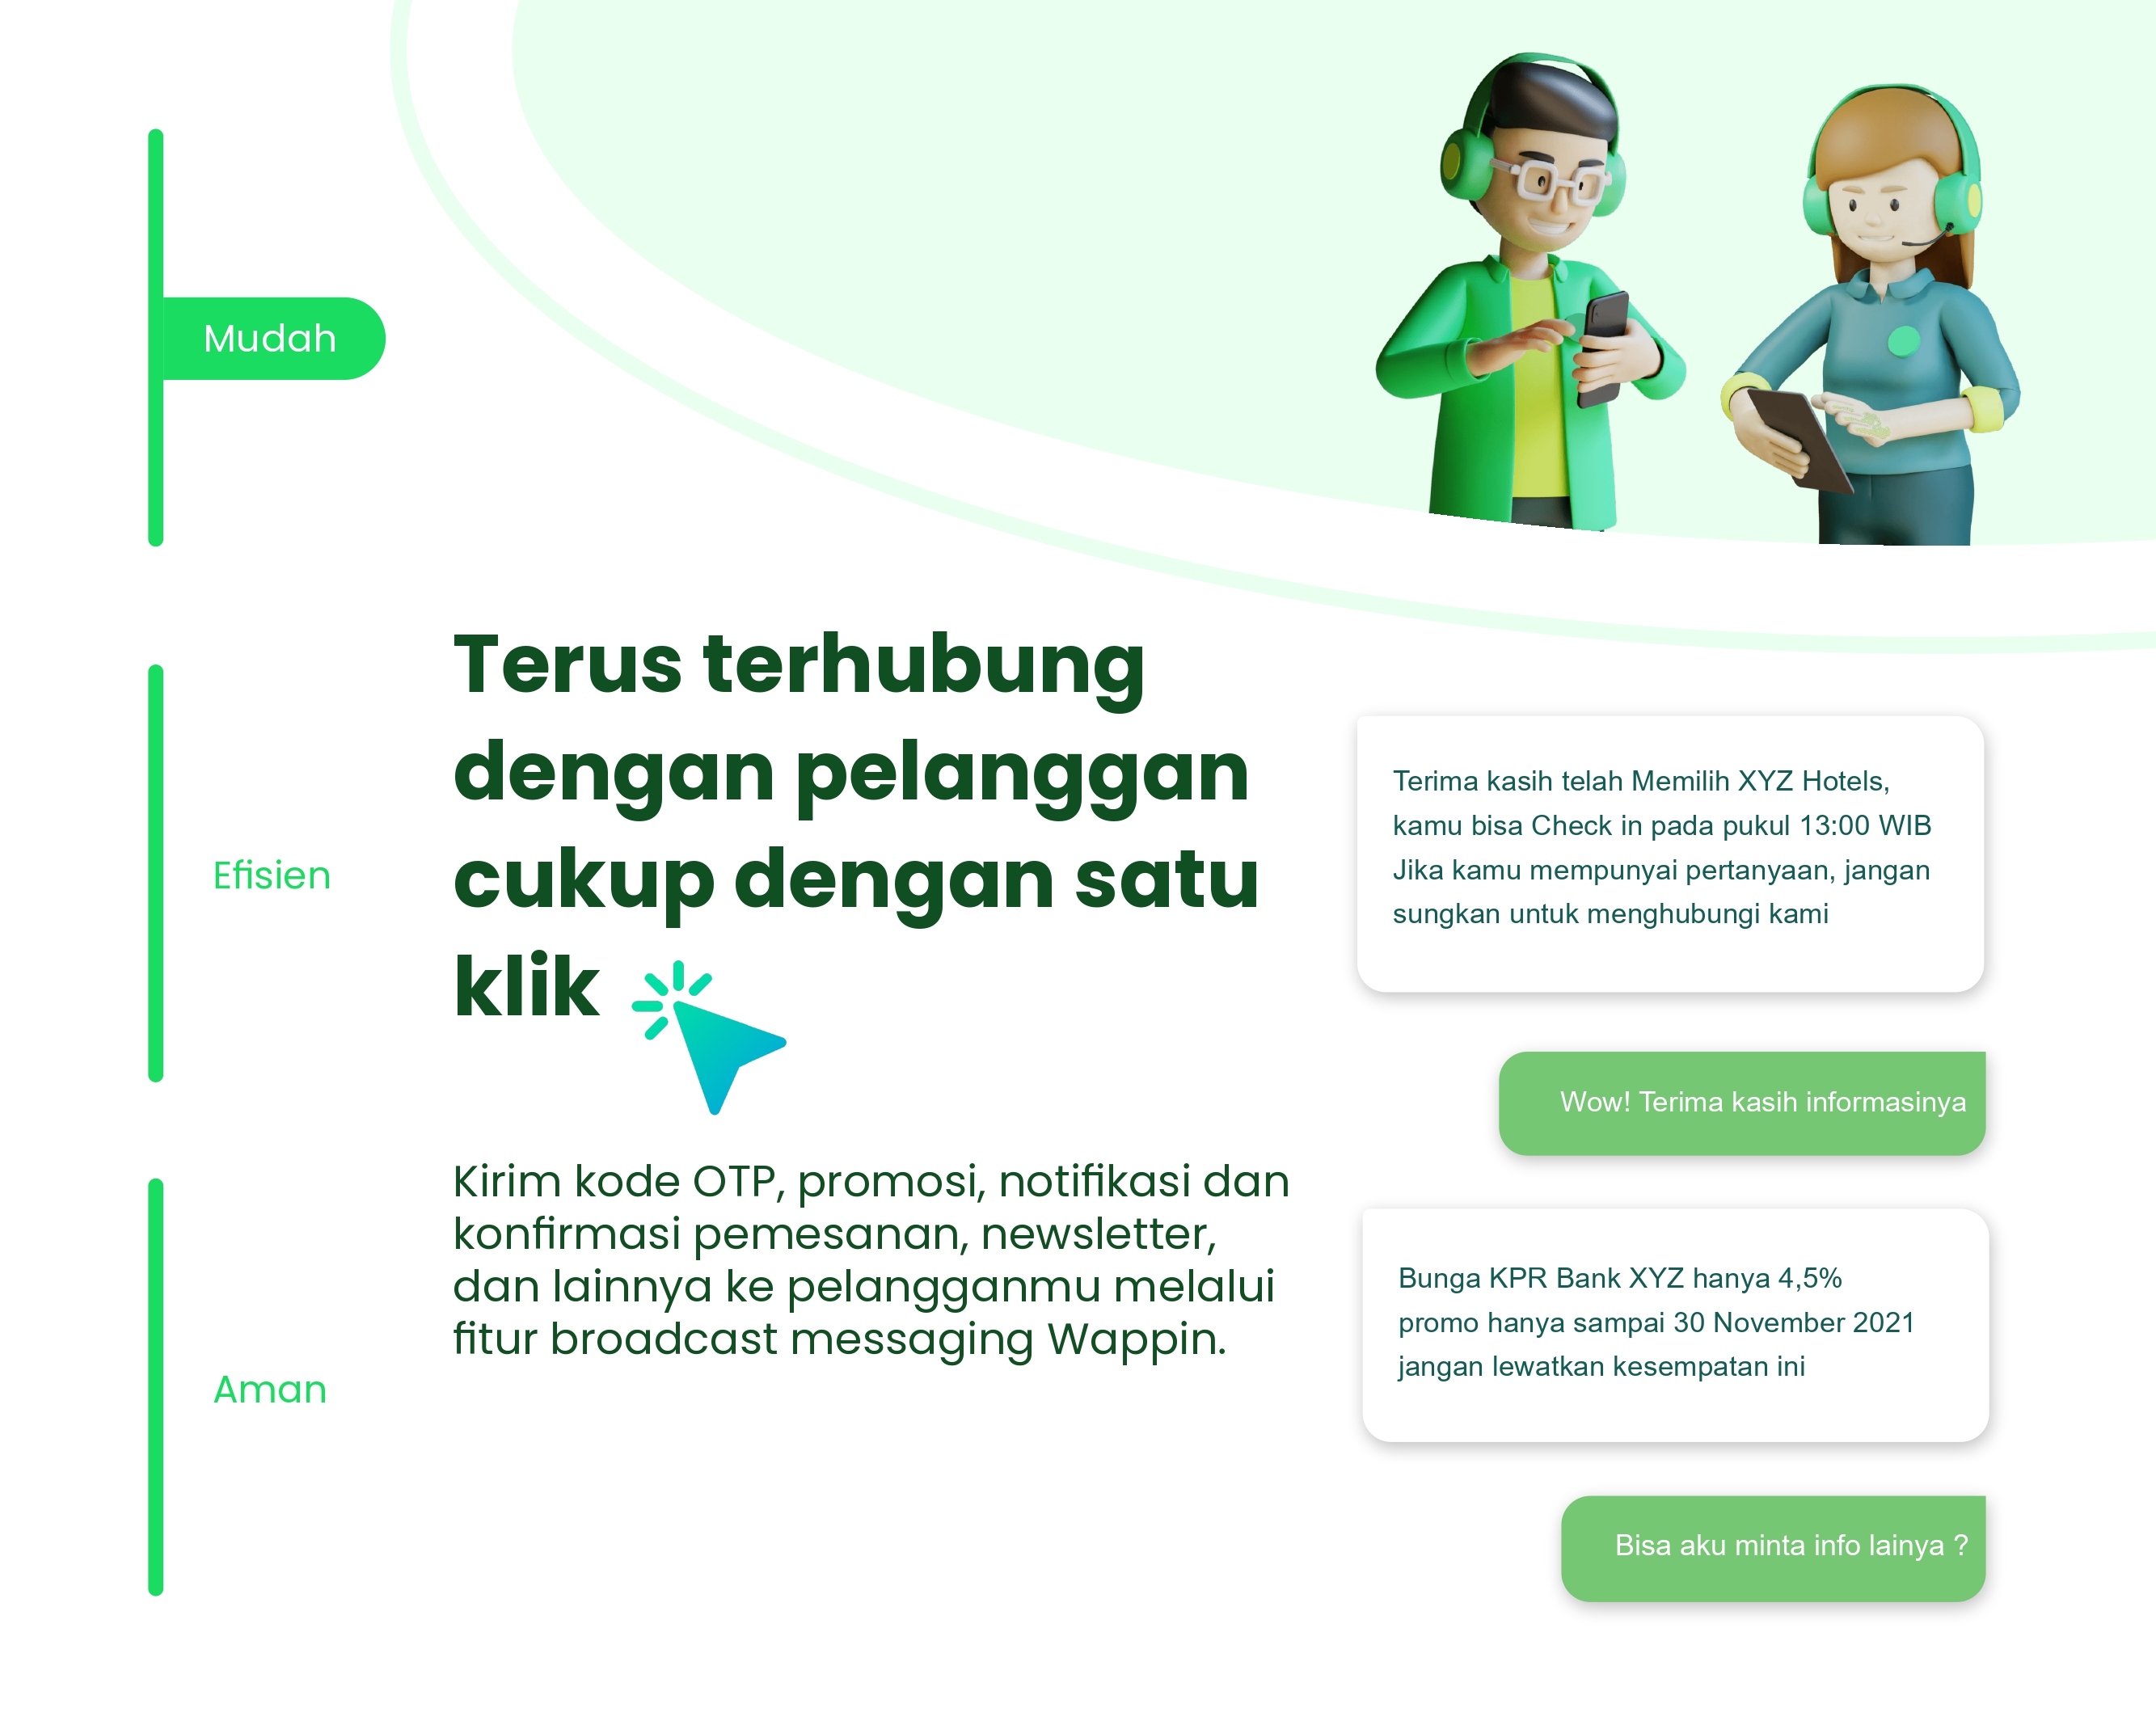 Mudah
Efisien
Aman
Terus terhubung
dengan pelanggan
cukup dengan satu
klik
Kirim kode OTP, promosi, notifikasi dan
konfirmasi pemesanan, newsletter,
dan lainnya ke pelangganmu melalui
fitur broadcast messaging Wappin.
Terima kasih telah Memilih XYZ Hotels,
kamu bisa Check in pada pukul 13:00 WIB
Jika kamu mempunyai pertanyaan, jangan
sungkan untuk menghubungi kami
Wow! Terima kasih informasinya
Bunga KPR Bank XYZ hanya 4,5%
promo hanya sampai 30 November 2021
jangan lewatkan kesempatan ini
Bisa aku minta info lainya ?